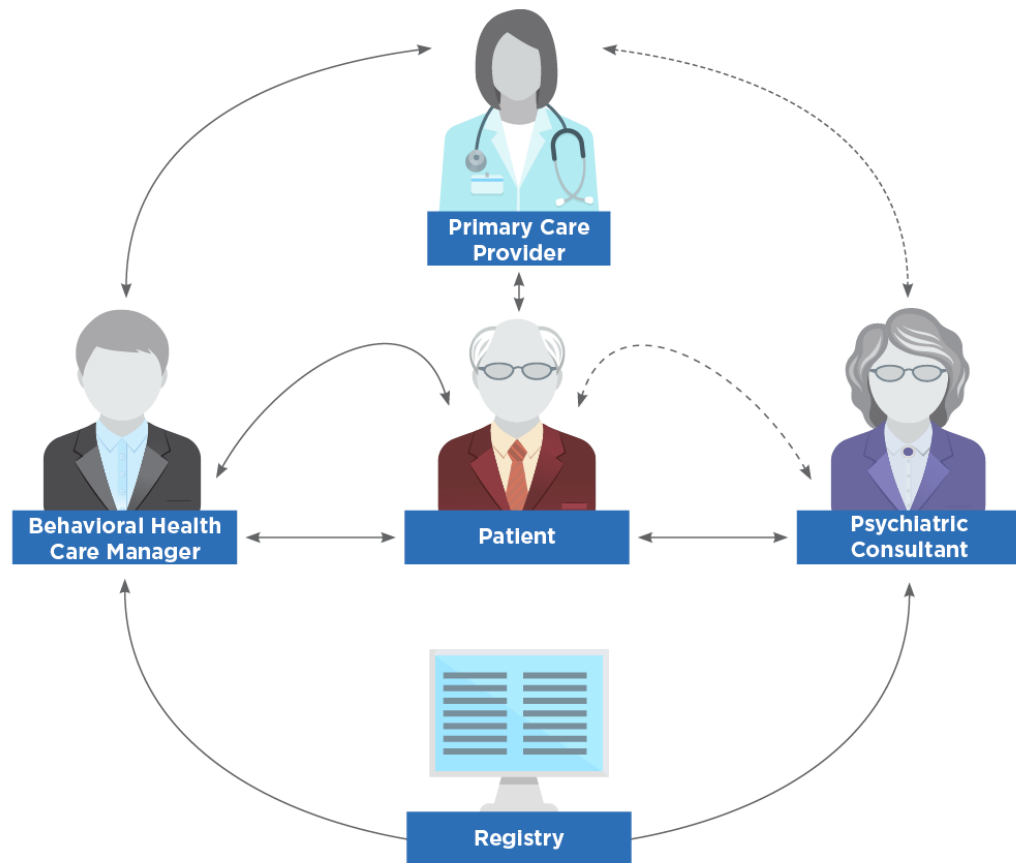 Primary Care
Provider
Behavioral Health
Care Manager
Patient
Psychiatric
Consultant
Registry